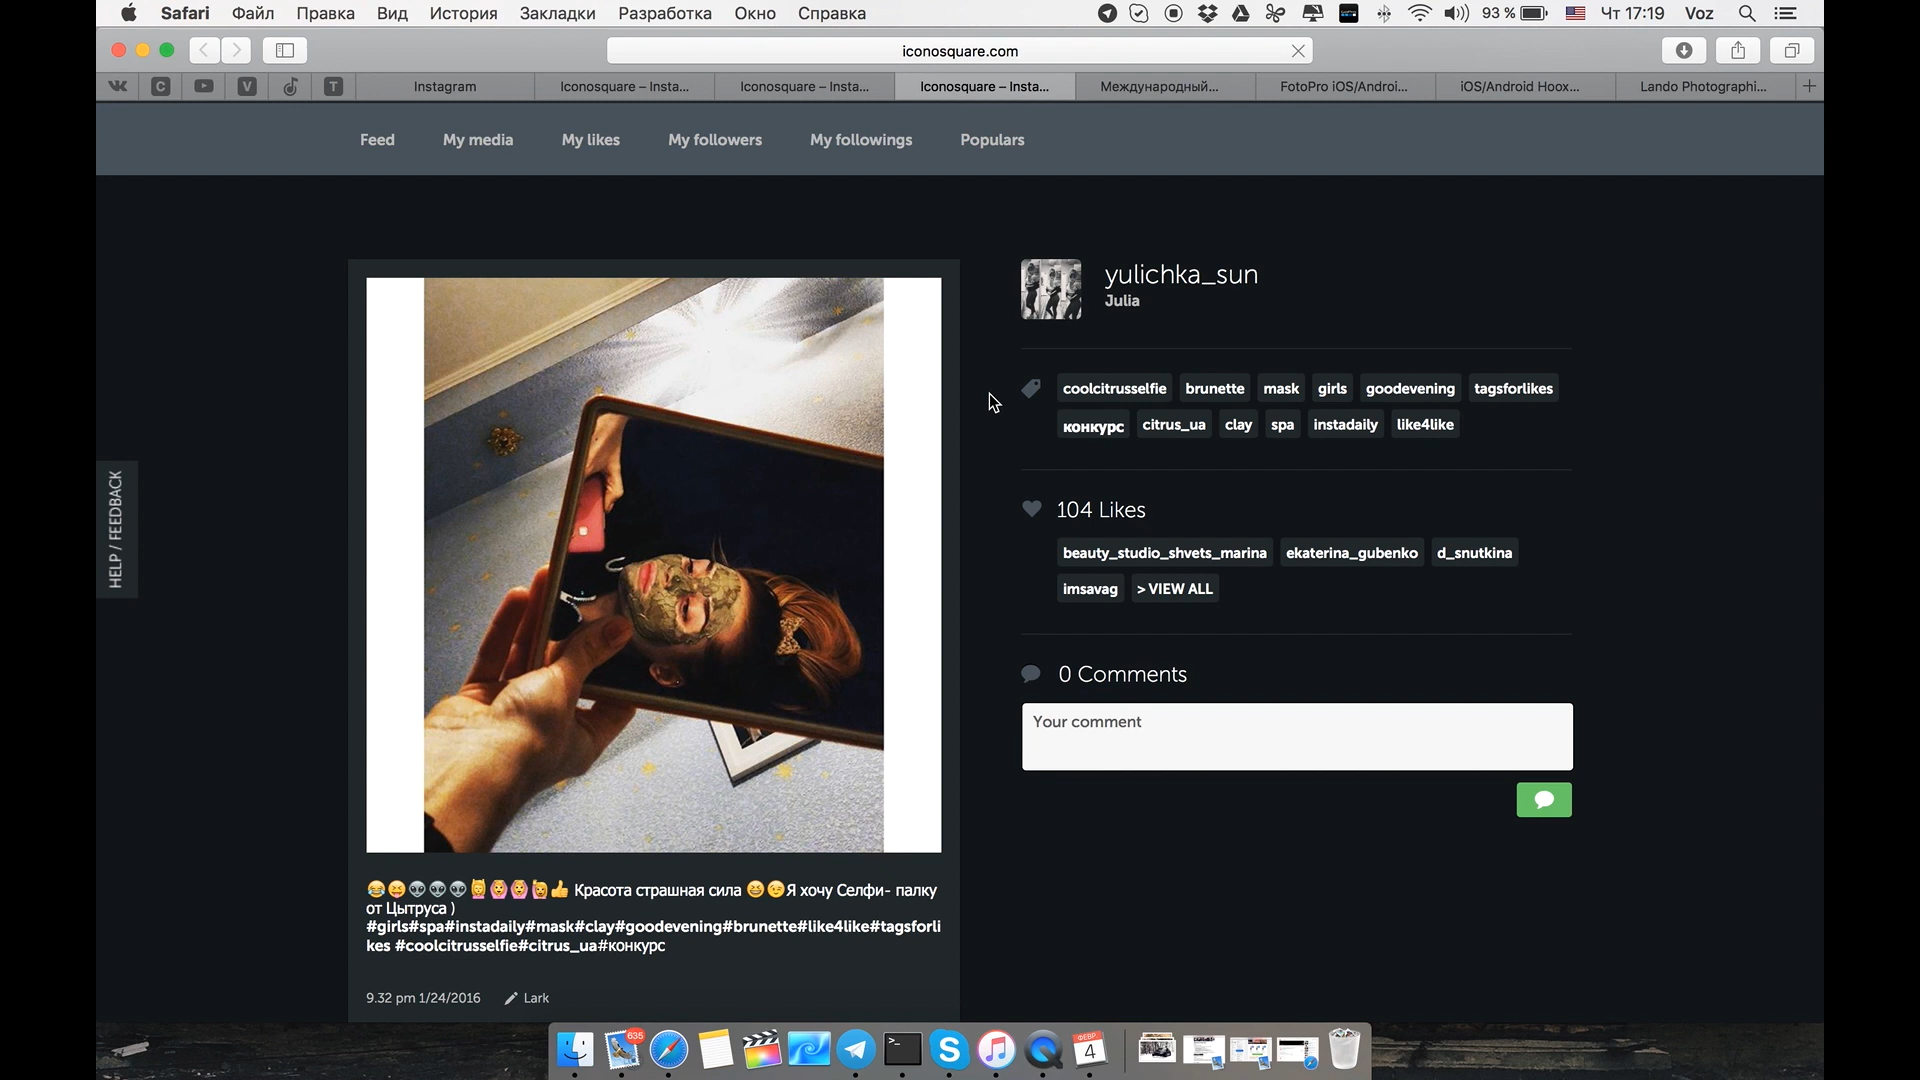 Safari Файл Правка Вид История Закладки Разработка Окно Справка 93 % Чт 17:19 Voz
iconosquare.com
C V T Instagram Iconosquare – Insta... Iconosquare – Insta... Iconosquare – Insta... Международный... FotoPro iOS/Androi... iOS/Android Hoox... Lando Photographi...
Feed My media My likes My followers My followings Populars
yulichka_sun
Julia
coolcitrusselfie brunette mask girls goodevening tagsforlikes
конкурс citrus_ua clay spa instadaily like4like
104 Likes
beauty_studio_shvets_marina ekaterina_gubenko d_snutkina
imsavag > VIEW ALL
0 Comments
Your comment
HELP / FEEDBACK
😂😝👽👽👽💆🙆🙆🙋👍 Красота страшная сила 😆😉Я хочу Селфи- палку
от Цытруса )
#girls#spa#instadaily#mask#clay#goodevening#brunette#like4like#tagsforli
kes #coolcitrusselfie#citrus_ua#конкурс
9.32 pm 1/24/2016 Lark
635
ФЕВР
4